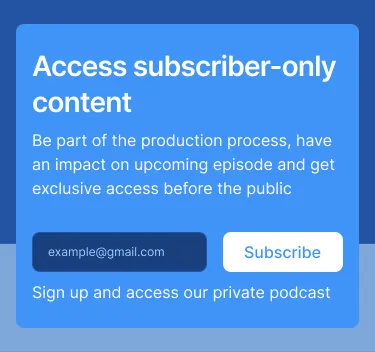 Access subscriber-only
content
Be part of the production process, have
an impact on upcoming episode and get
exclusive access before the public
example@gmail.com
Subscribe
Sign up and access our private podcast